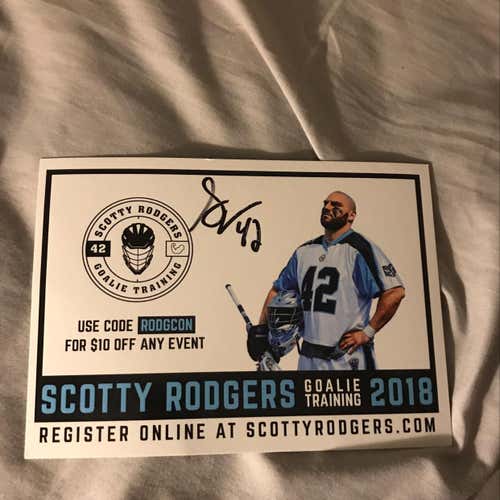 SCOTTY RODGERS
42
GOALIE TRAINING
42
42
USE CODE RODGCON
FOR $10 OFF ANY EVENT
SCOTTY RODGERS GOALIE TRAINING 2018
REGISTER ONLINE AT SCOTTYRODGERS.COM